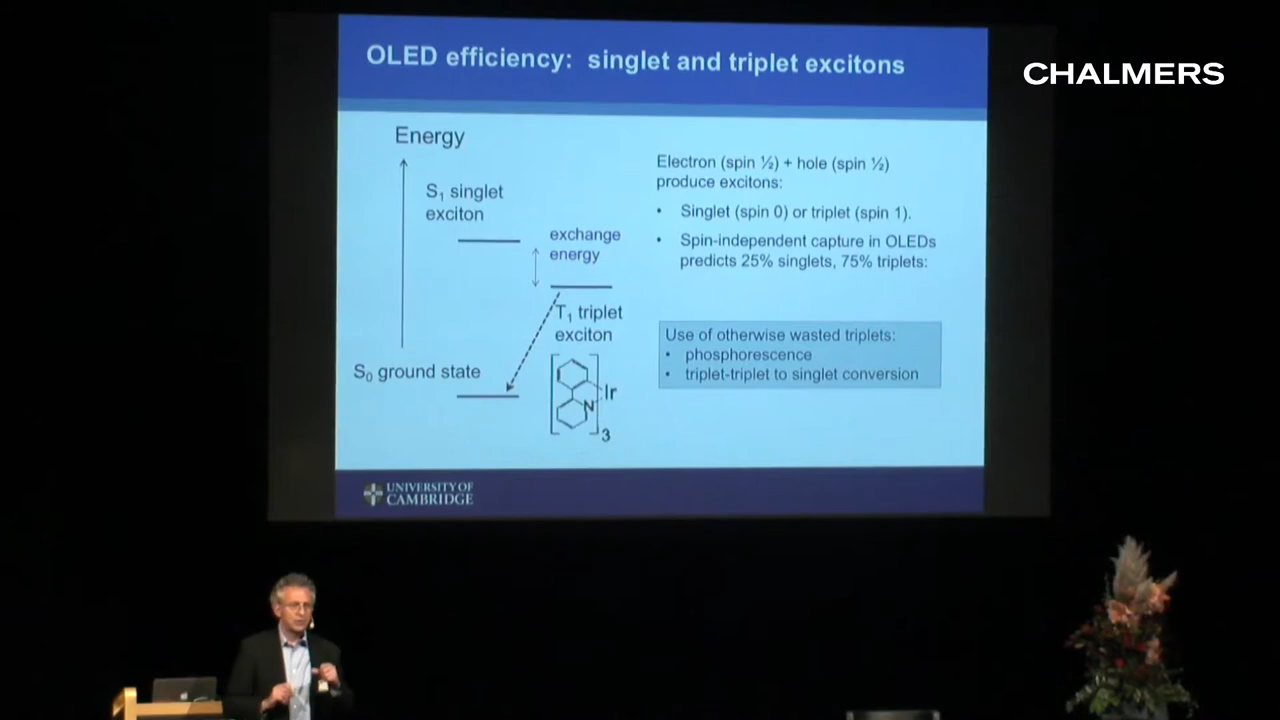 OLED efficiency: singlet and triplet excitons
CHALMERS
Energy
S₁ singlet
exciton
exchange
energy
T₁ triplet
exciton
S₀ ground state
Ir
N
3
Electron (spin ½) + hole (spin ½)
produce excitons:
• Singlet (spin 0) or triplet (spin 1).
• Spin-independent capture in OLEDs
predicts 25% singlets, 75% triplets:
Use of otherwise wasted triplets:
• phosphorescence
• triplet-triplet to singlet conversion
UNIVERSITY OF
CAMBRIDGE